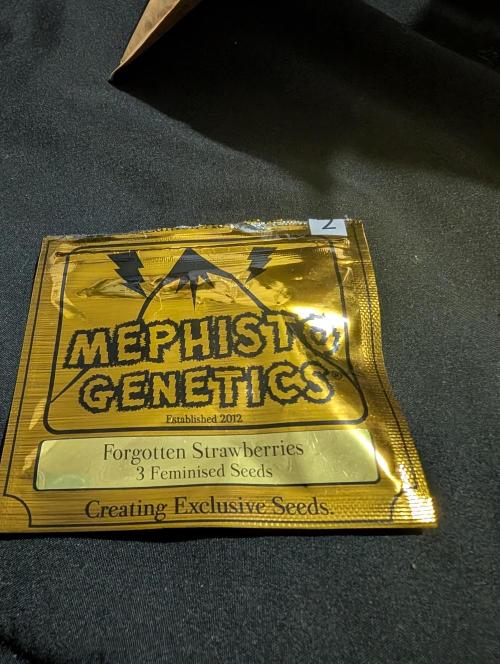 2
MEPHISTO
GENETICS®
Established 2012
Forgotten Strawberries
3 Feminised Seeds
Creating Exclusive Seeds.